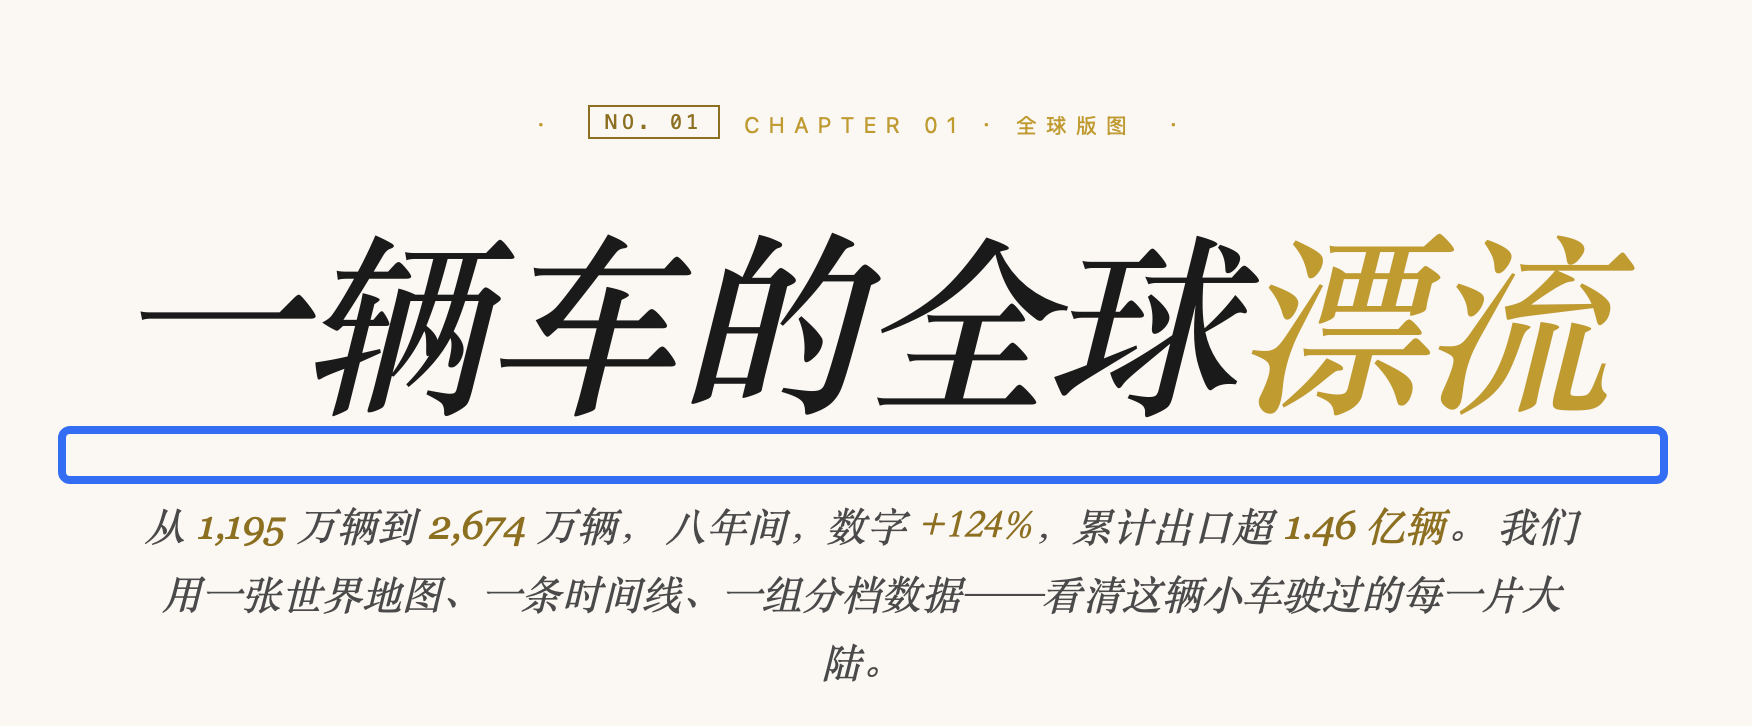 · NO. 01 CHAPTER 01 · 全球版图 ·
一辆车的全球漂流
从 1,195 万辆到 2,674 万辆， 八年间，数字 +124%，累计出口超 1.46 亿辆。 我们
用一张世界地图、一条时间线、一组分档数据——看清这辆小车驶过的每一片大
陆。